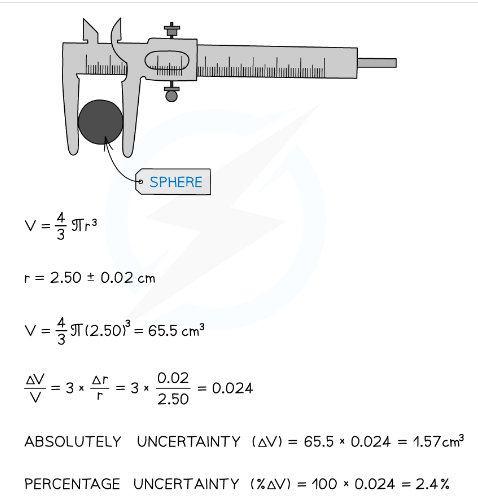 SPHERE
V = 4/3 πr³
r = 2.50 ± 0.02 cm
V = 4/3 π(2.50)³ = 65.5 cm³
ΔV/V = 3 × Δr/r = 3 × 0.02/2.50 = 0.024
ABSOLUTELY UNCERTAINTY (ΔV) = 65.5 × 0.024 = 1.57cm³
PERCENTAGE UNCERTAINTY (%ΔV) = 100 × 0.024 = 2.4%